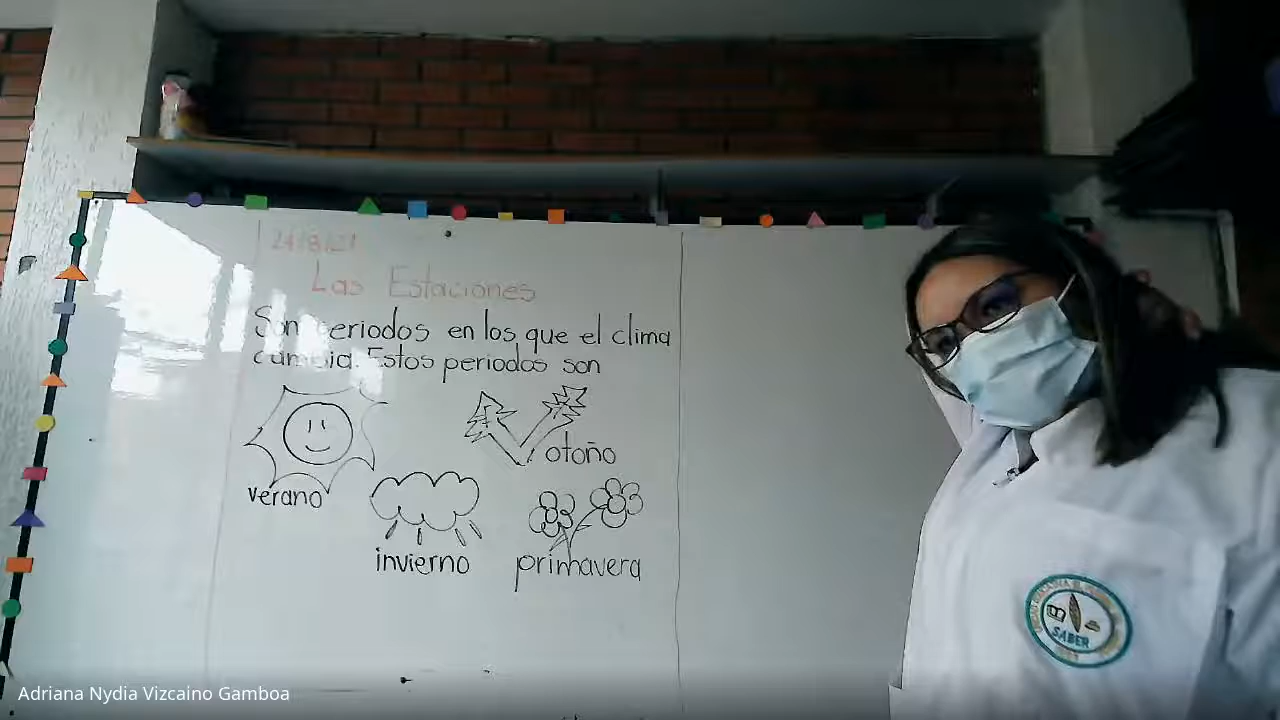 24/8/21
Las Estaciones
Son periodos en los que el clima
cambia. Estos periodos son
otoño
verano
invierno
primavera
SABER
Adriana Nydia Vizcaino Gamboa